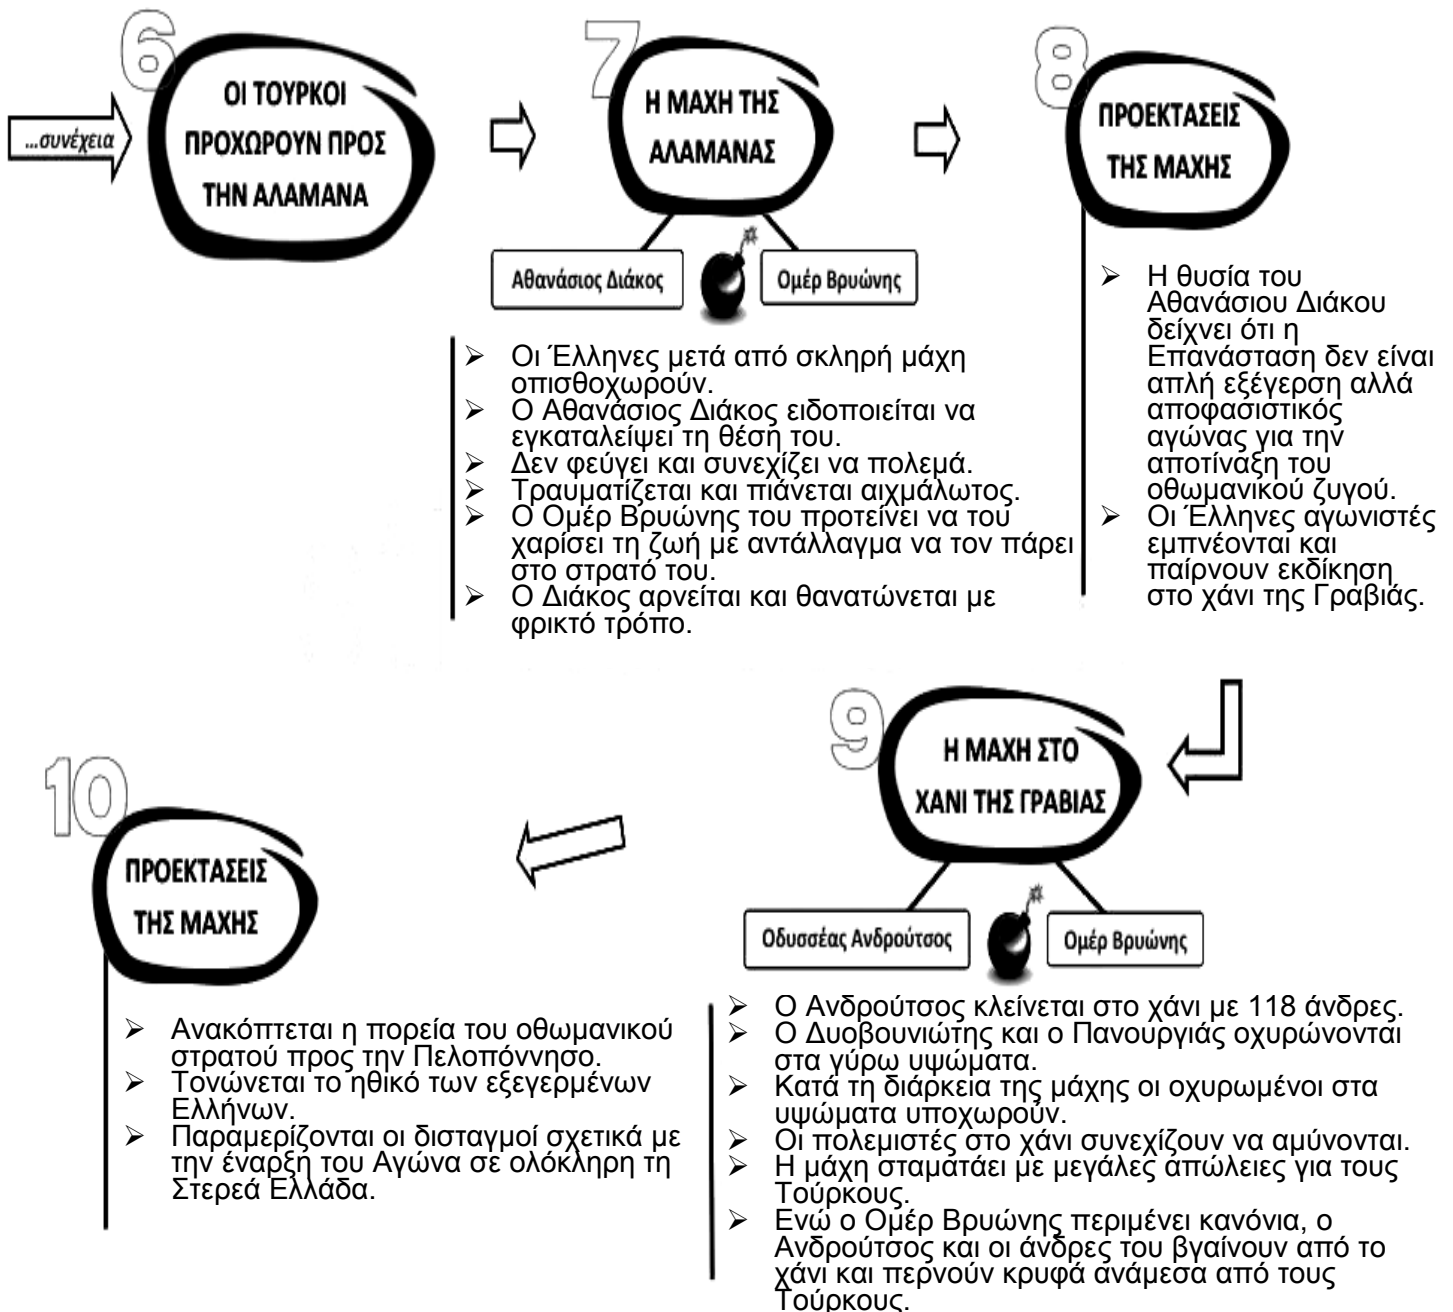 6
...συνέχεια
ΟΙ ΤΟΥΡΚΟΙ
ΠΡΟΧΩΡΟΥΝ ΠΡΟΣ
ΤΗΝ ΑΛΑΜΑΝΑ
7
Η ΜΑΧΗ ΤΗΣ
ΑΛΑΜΑΝΑΣ
Αθανάσιος Διάκος
Ομέρ Βρυώνης
➢ Οι Έλληνες μετά από σκληρή μάχη
οπισθοχωρούν.
➢ Ο Αθανάσιος Διάκος ειδοποιείται να
εγκαταλείψει τη θέση του.
➢ Δεν φεύγει και συνεχίζει να πολεμά.
➢ Τραυματίζεται και πιάνεται αιχμάλωτος.
➢ Ο Ομέρ Βρυώνης του προτείνει να του
χαρίσει τη ζωή με αντάλλαγμα να τον πάρει
στο στρατό του.
➢ Ο Διάκος αρνείται και θανατώνεται με
φρικτό τρόπο.
8
ΠΡΟΕΚΤΑΣΕΙΣ
ΤΗΣ ΜΑΧΗΣ
➢ Η θυσία του
Αθανάσιου Διάκου
δείχνει ότι η
Επανάσταση δεν είναι
απλή εξέγερση αλλά
αποφασιστικός
αγώνας για την
αποτίναξη του
οθωμανικού ζυγού.
➢ Οι Έλληνες αγωνιστές
εμπνέονται και
παίρνουν εκδίκηση
στο χάνι της Γραβιάς.
9
Η ΜΑΧΗ ΣΤΟ
ΧΑΝΙ ΤΗΣ ΓΡΑΒΙΑΣ
Οδυσσέας Ανδρούτσος
Ομέρ Βρυώνης
➢ Ο Ανδρούτσος κλείνεται στο χάνι με 118 άνδρες.
➢ Ο Δυοβουνιώτης και ο Πανουργιάς οχυρώνονται
στα γύρω υψώματα.
➢ Κατά τη διάρκεια της μάχης οι οχυρωμένοι στα
υψώματα υποχωρούν.
➢ Οι πολεμιστές στο χάνι συνεχίζουν να αμύνονται.
➢ Η μάχη σταματάει με μεγάλες απώλειες για τους
Τούρκους.
➢ Ενώ ο Ομέρ Βρυώνης περιμένει κανόνια, ο
Ανδρούτσος και οι άνδρες του βγαίνουν από το
χάνι και περνούν κρυφά ανάμεσα από τους
Τούρκους.
10
ΠΡΟΕΚΤΑΣΕΙΣ
ΤΗΣ ΜΑΧΗΣ
➢ Ανακόπτεται η πορεία του οθωμανικού
στρατού προς την Πελοπόννησο.
➢ Τονώνεται το ηθικό των εξεγερμένων
Ελλήνων.
➢ Παραμερίζονται οι δισταγμοί σχετικά με
την έναρξη του Αγώνα σε ολόκληρη τη
Στερεά Ελλάδα.